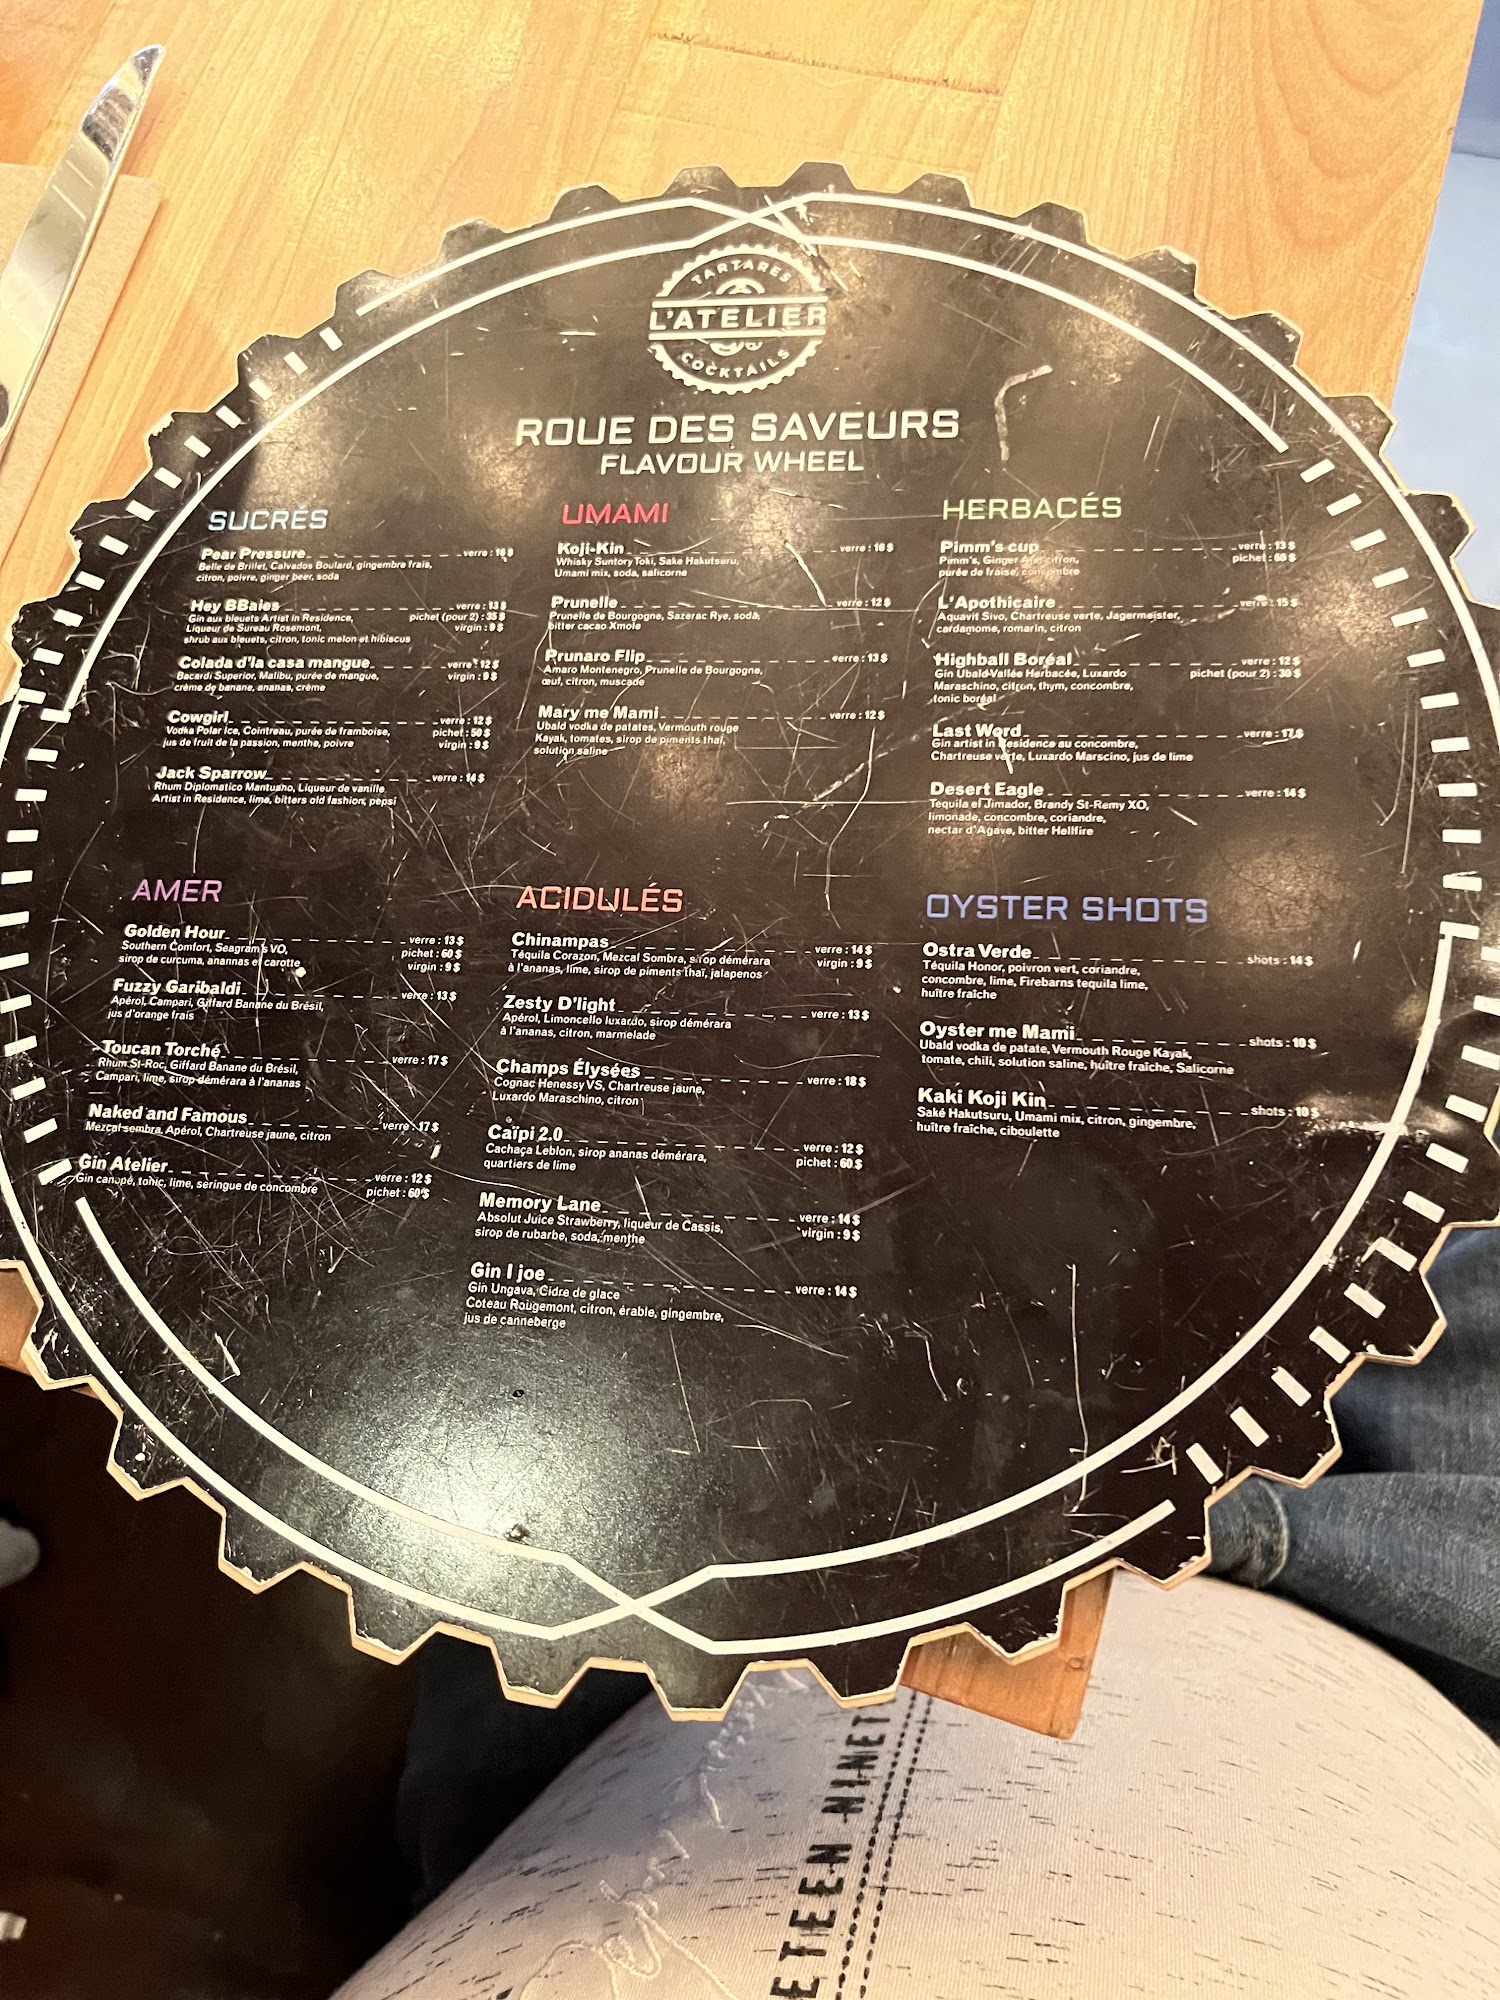 TARTARES
L'ATELIER
COCKTAILS
ROUE DES SAVEURS
FLAVOUR WHEEL
SUCRÉS
Pear Pressure verre :
Belle de Brillet, Calvados Boulard, gingembre frais,
citron, poivre, ginger beer, soda
Hey BBaies verre : 13 $
Gin aux bleuets Artist in Residence, pichet (pour 2) : 35 $
Liqueur de Sureau Rosemont, virgin : 9 $
shrub aux bleuets, citron, tonic melon et hibiscus
Colada d'la casa mangue verre : 12 $
Bacardi Superior, Malibu, purée de mangue, virgin : 9 $
crème de banane, ananas, crème
Cowgirl verre : 12 $
Vodka Polar Ice, Cointreau, purée de framboise, pichet : 50 $
jus de fruit de la passion, menthe, poivre virgin : 9 $
Jack Sparrow verre : 14 $
Rhum Diplomatico Mantuano, Liqueur de vanille
Artist in Residence, lime, bitters old fashion, pepsi
UMAMI
Koji-Kin verre : 16 $
Whisky Suntory Toki, Sake Hakutsuru,
Umami mix, soda, salicorne
Prunelle verre : 12 $
Prunelle de Bourgogne, Sazerac Rye, soda,
bitter cacao Xmole
Prunaro Flip verre : 13 $
Amaro Montenegro, Prunelle de Bourgogne,
œuf, citron, muscade
Mary me Mami verre : 12 $
Ubald vodka de patates, Vermouth rouge
Kayak, tomates, sirop de piments thaï,
solution saline
HERBACÉS
Pimm's cup verre : 13 $
Pimm's, Ginger Ale, citron, pichet : 60 $
purée de fraise, concombre
L'Apothicaire verre : 15 $
Aquavit Sivo, Chartreuse verte, Jagermeister,
cardamome, romarin, citron
Highball Boréal verre : 12 $
Gin Ubald-Vallée Herbacée, Luxardo pichet (pour 2) : 30 $
Maraschino, citron, thym, concombre,
tonic boréal
Last Word verre : 17 $
Gin artist in Residence au concombre,
Chartreuse verte, Luxardo Marscino, jus de lime
Desert Eagle verre : 14 $
Tequila el Jimador, Brandy St-Remy XO,
limonade, concombre, coriandre,
nectar d'Agave, bitter Hellfire
AMER
Golden Hour verre : 13 $
Southern Comfort, Seagram's VO, pichet : 60 $
sirop de curcuma, anannas et carotte virgin : 9 $
Fuzzy Garibaldi verre : 13 $
Apérol, Campari, Giffard Banane du Brésil,
jus d'orange frais
Toucan Torché verre : 17 $
Rhum St-Roc, Giffard Banane du Brésil,
Campari, lime, sirop démérara à l'ananas
Naked and Famous verre : 17 $
Mezcal sembra, Apérol, Chartreuse jaune, citron
Gin Atelier verre : 12 $
Gin canopé, tonic, lime, seringue de concombre pichet : 60 $
ACIDULÉS
Chinampas verre : 14 $
Téquila Corazon, Mezcal Sombra, sirop démérara virgin : 9 $
à l'ananas, lime, sirop de piments thaï, jalapenos
Zesty D'light verre : 13 $
Apérol, Limoncello luxardo, sirop démérara
à l'ananas, citron, marmelade
Champs Élysées verre : 18 $
Cognac Henessy VS, Chartreuse jaune,
Luxardo Maraschino, citron
Caïpi 2.0 verre : 12 $
Cachaça Leblon, sirop ananas démérara, pichet : 60 $
quartiers de lime
Memory Lane verre : 14 $
Absolut Juice Strawberry, liqueur de Cassis, virgin : 9 $
sirop de rubarbe, soda, menthe
Gin I joe verre : 14 $
Gin Ungava, Cidre de glace
Coteau Rougemont, citron, érable, gingembre,
jus de canneberge
OYSTER SHOTS
Ostra Verde shots : 14 $
Téquila Honor, poivron vert, coriandre,
concombre, lime, Firebarns tequila lime,
huître fraîche
Oyster me Mami shots : 10 $
Ubald vodka de patate, Vermouth Rouge Kayak,
tomate, chili, solution saline, huître fraîche, Salicorne
Kaki Koji Kin shots : 10 $
Saké Hakutsuru, Umami mix, citron, gingembre,
huître fraîche, ciboulette
ETEEN NINET